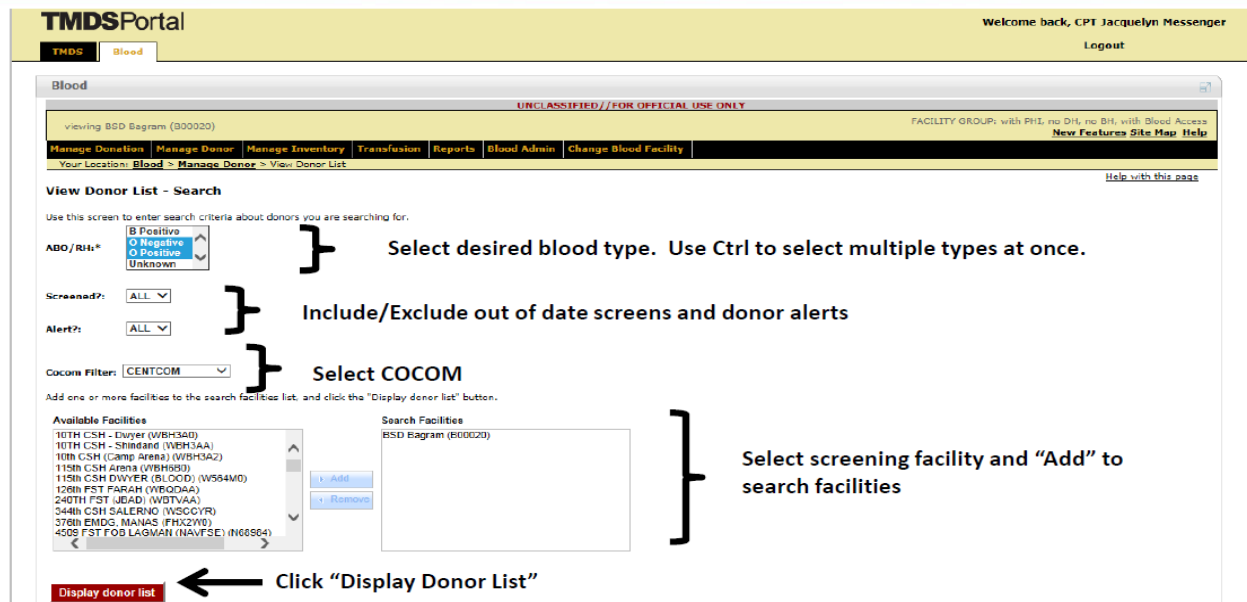 TMDSPortal
Welcome back, CPT Jacquelyn Messenger
Logout
TMDS Blood
Blood
UNCLASSIFIED//FOR OFFICIAL USE ONLY
viewing BSD Bagram (B00020)
FACILITY GROUP: with PHI, no DH, no BH, with Blood Access
New Features Site Map Help
Manage Donation Manage Donor Manage Inventory Transfusion Reports Blood Admin Change Blood Facility
Your Location: Blood > Manage Donor > View Donor List
Help with this page
View Donor List - Search
Use this screen to enter search criteria about donors you are searching for.
ABO/RH:*
B Positive
O Negative
O Positive
Unknown
Select desired blood type. Use Ctrl to select multiple types at once.
Screened?: ALL
Include/Exclude out of date screens and donor alerts
Alert?: ALL
Cocom Filter: CENTCOM
Select COCOM
Add one or more facilities to the search facilities list, and click the "Display donor list" button.
Available Facilities
10TH CSH - Dwyer (WBH3A0)
10TH CSH - Shindand (WBH3AA)
10th CSH (Camp Arena) (WBH3A2)
115th CSH Arena (WBH6B0)
115th CSH DWYER (BLOOD) (W564M0)
126th FST FARAH (WBQDAA)
240TH FST (JBAD) (WBTVAA)
344th CSH SALERNO (WSCCYR)
376th EMDG, MANAS (FHX2W0)
4509 FST FOB LAGMAN (NAVFSE) (N68984)
Add
Remove
Search Facilities
BSD Bagram (B00020)
Select screening facility and “Add” to
search facilities
Display donor list
Click “Display Donor List”